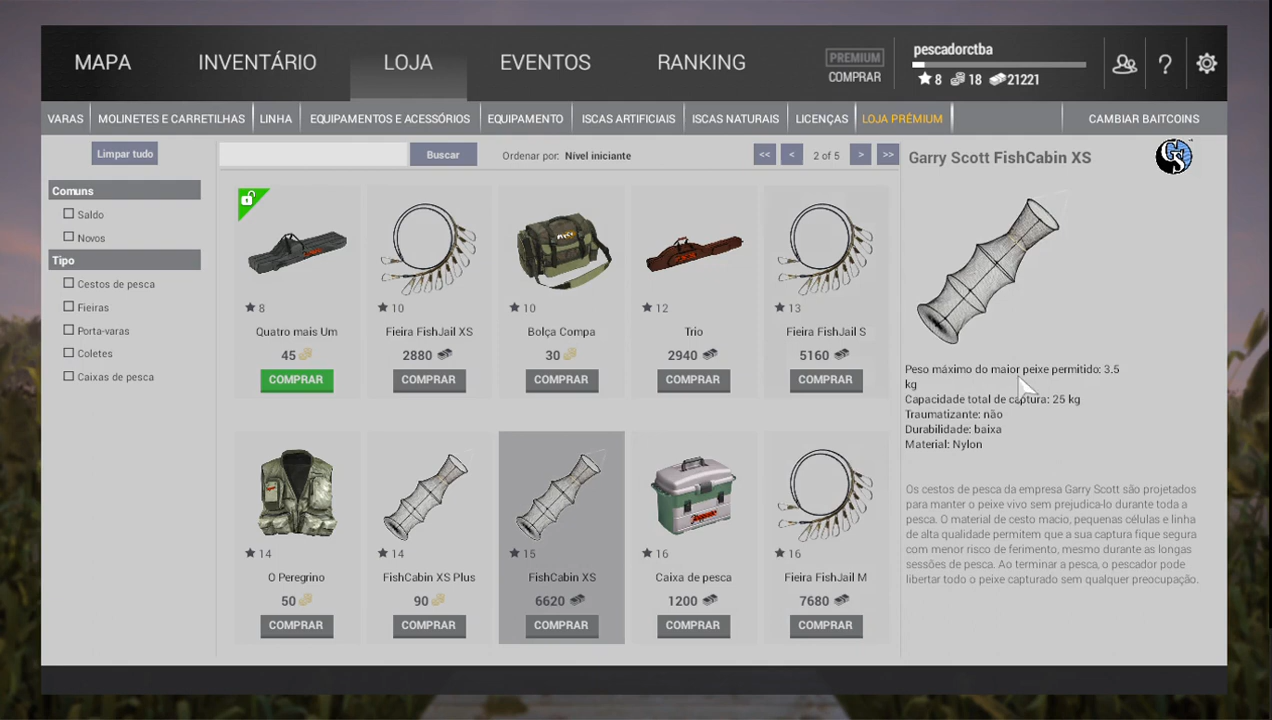 MAPA INVENTÁRIO LOJA EVENTOS RANKING PREMIUM COMPRAR pescadorctba 8 18 21221 ?
VARAS MOLINETES E CARRETILHAS LINHA EQUIPAMENTOS E ACESSÓRIOS EQUIPAMENTO ISCAS ARTIFICIAIS ISCAS NATURAIS LICENÇAS LOJA PRÊMIUM CAMBIAR BAITCOINS
Limpar tudo
Comuns
Saldo
Novos
Tipo
Cestos de pesca
Fieiras
Porta-varas
Coletes
Caixas de pesca
Buscar Ordenar por: Nível iniciante << < 2 of 5 > >>
8 10 10 12 13
Quatro mais Um Fieira FishJail XS Bolça Compa Trio Fieira FishJail S
45 2880 30 2940 5160
COMPRAR COMPRAR COMPRAR COMPRAR COMPRAR
14 14 15 16 16
O Peregrino FishCabin XS Plus FishCabin XS Caixa de pesca Fieira FishJail M
50 90 6620 1200 7680
COMPRAR COMPRAR COMPRAR COMPRAR COMPRAR
Garry Scott FishCabin XS
GS
Peso máximo do maior peixe permitido: 3.5
kg
Capacidade total de captura: 25 kg
Traumatizante: não
Durabilidade: baixa
Material: Nylon
Os cestos de pesca da empresa Garry Scott são projetados
para manter o peixe vivo sem prejudica-lo durante toda a
pesca. O material de cesto macio, pequenas células e linha
de alta qualidade permitem que a sua captura fique segura
com menor risco de ferimento, mesmo durante as longas
sessões de pesca. Ao terminar a pesca, o pescador pode
libertar todo o peixe capturado sem qualquer preocupação.